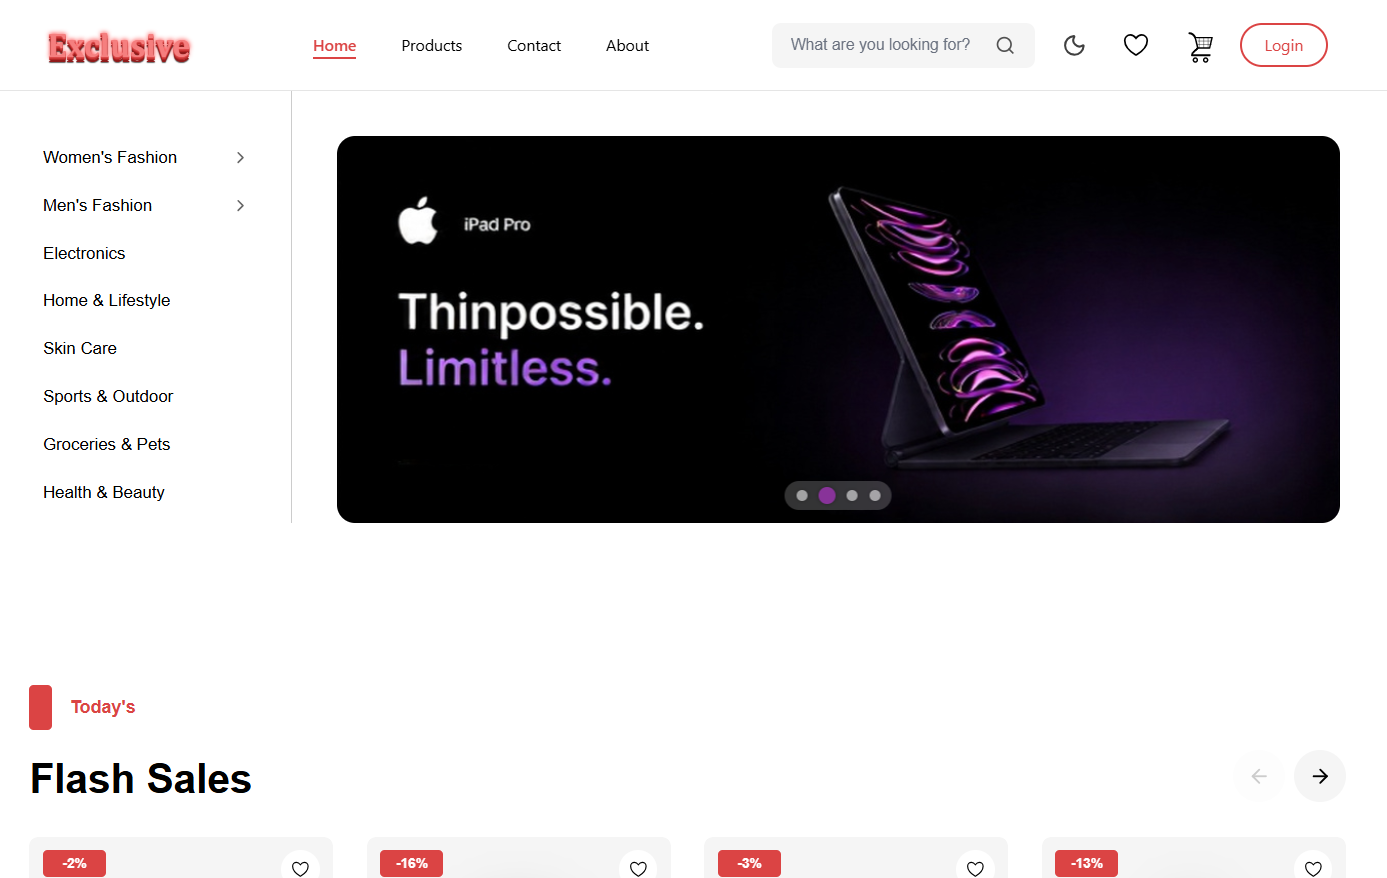 Exclusive
Home Products Contact About
What are you looking for?
Login
Women's Fashion
Men's Fashion
Electronics
Home & Lifestyle
Skin Care
Sports & Outdoor
Groceries & Pets
Health & Beauty
iPad Pro
Thinpossible.
Limitless.
Today's
Flash Sales
-2%
-16%
-3%
-13%